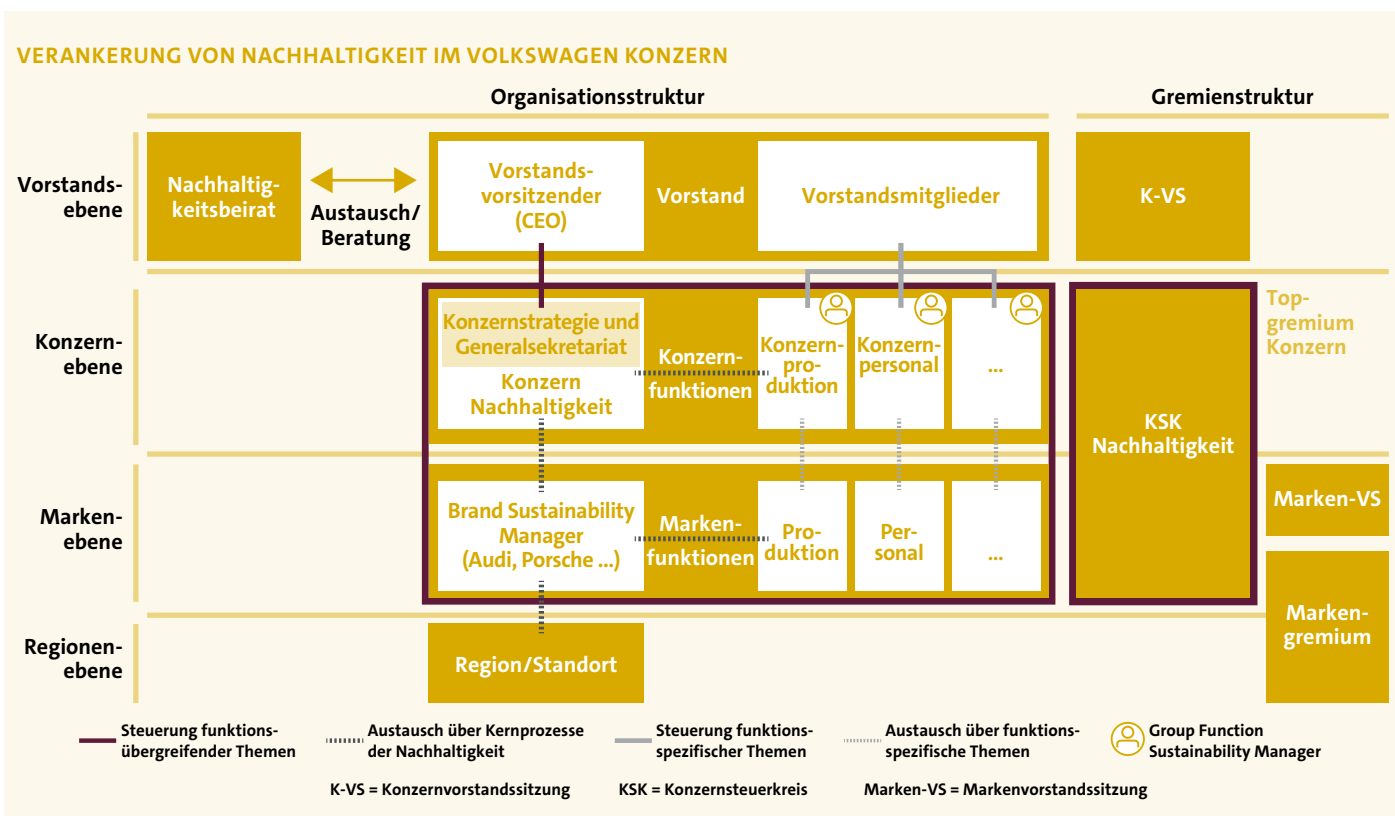 VERANKERUNG VON NACHHALTIGKEIT IM VOLKSWAGEN KONZERN
Organisationsstruktur
Gremienstruktur
Vorstands-
ebene
Nachhaltig-
keitsbeirat
Austausch/
Beratung
Vorstands-
vorsitzender
(CEO)
Vorstand
Vorstandsmitglieder
K-VS
Konzern-
ebene
Konzernstrategie und
Generalsekretariat
Konzern
Nachhaltigkeit
Konzern-
funktionen
Konzern-
pro-
duktion
Konzern-
personal
...
KSK
Nachhaltigkeit
Top-
gremium
Konzern
Marken-
ebene
Brand Sustainability
Manager
(Audi, Porsche ...)
Marken-
funktionen
Pro-
duktion
Per-
sonal
...
Marken-VS
Marken-
gremium
Regionen-
ebene
Region/Standort
Steuerung funktions-
übergreifender Themen
Austausch über Kernprozesse
der Nachhaltigkeit
Steuerung funktions-
spezifischer Themen
Austausch über funktions-
spezifische Themen
Group Function
Sustainability Manager
K-VS = Konzernvorstandssitzung
KSK = Konzernsteuerkreis
Marken-VS = Markenvorstandssitzung